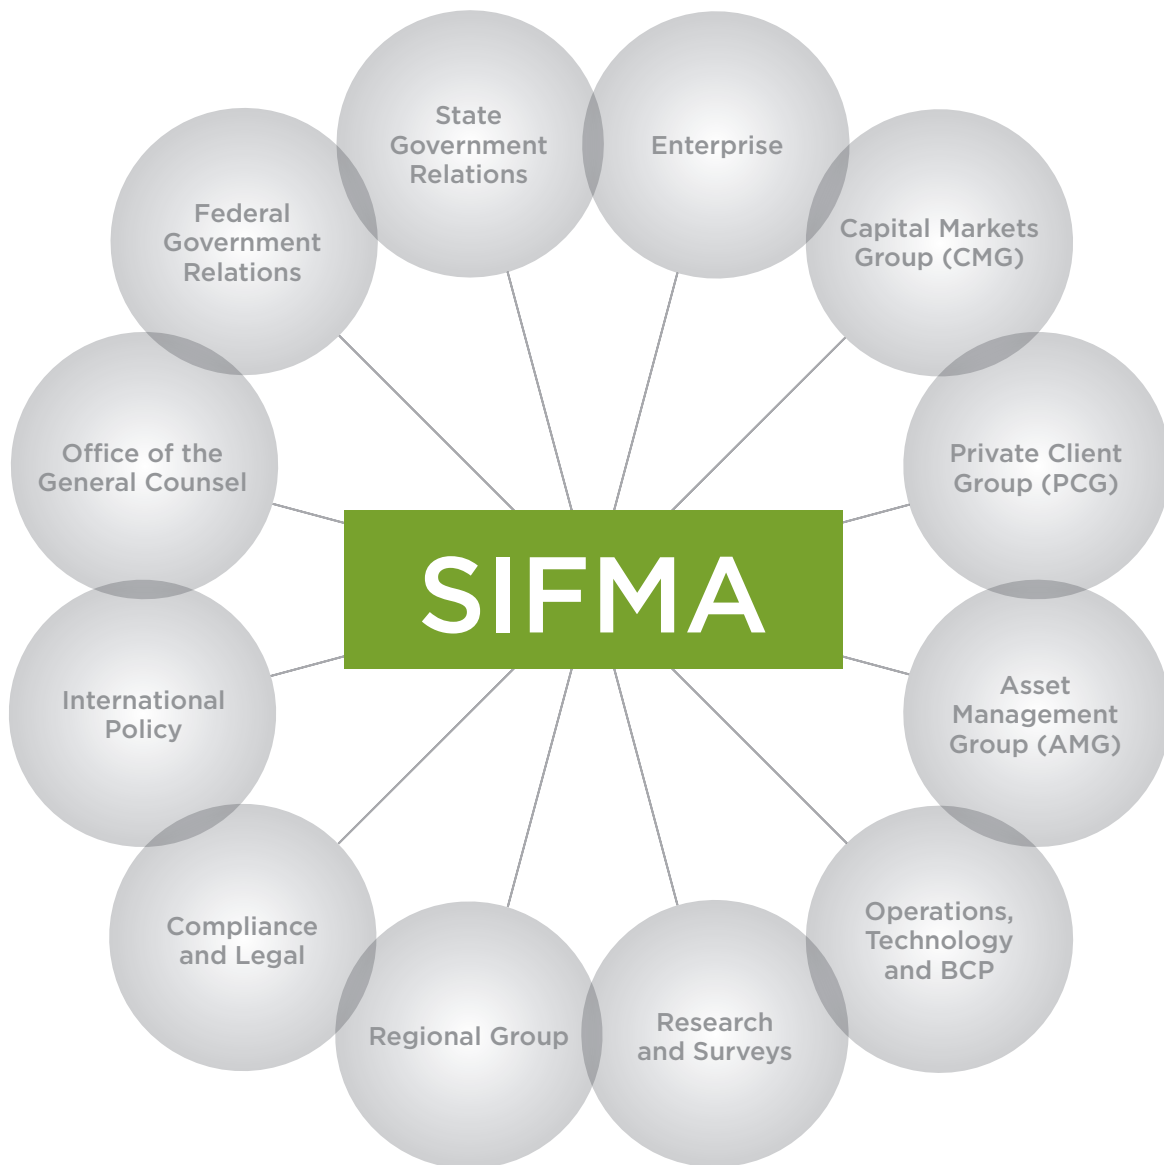 State
Government
Relations
Enterprise
Capital Markets
Group (CMG)
Private Client
Group (PCG)
Asset
Management
Group (AMG)
Operations,
Technology
and BCP
Research
and Surveys
Regional Group
Compliance
and Legal
International
Policy
Office of the
General Counsel
Federal
Government
Relations
SIFMA